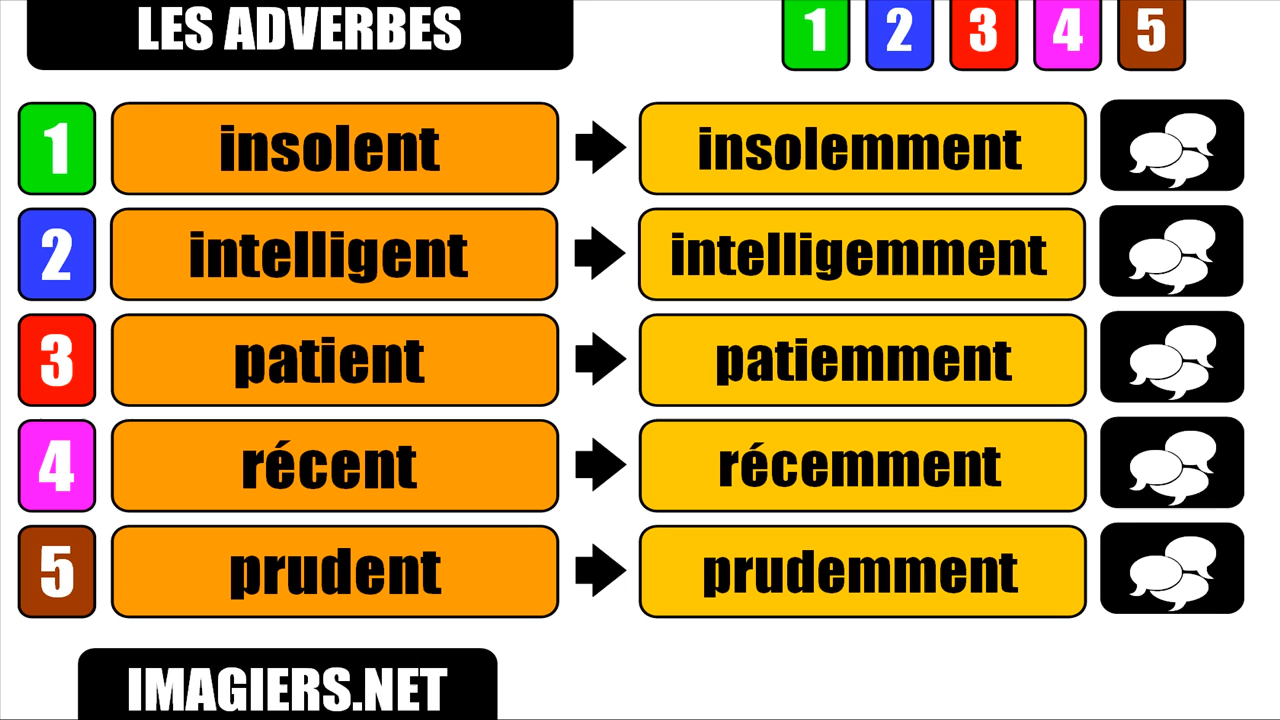 LES ADVERBES
1 2 3 4 5
1 insolent insolemment
2 intelligent intelligemment
3 patient patiemment
4 récent récemment
5 prudent prudemment
IMAGIERS.NET